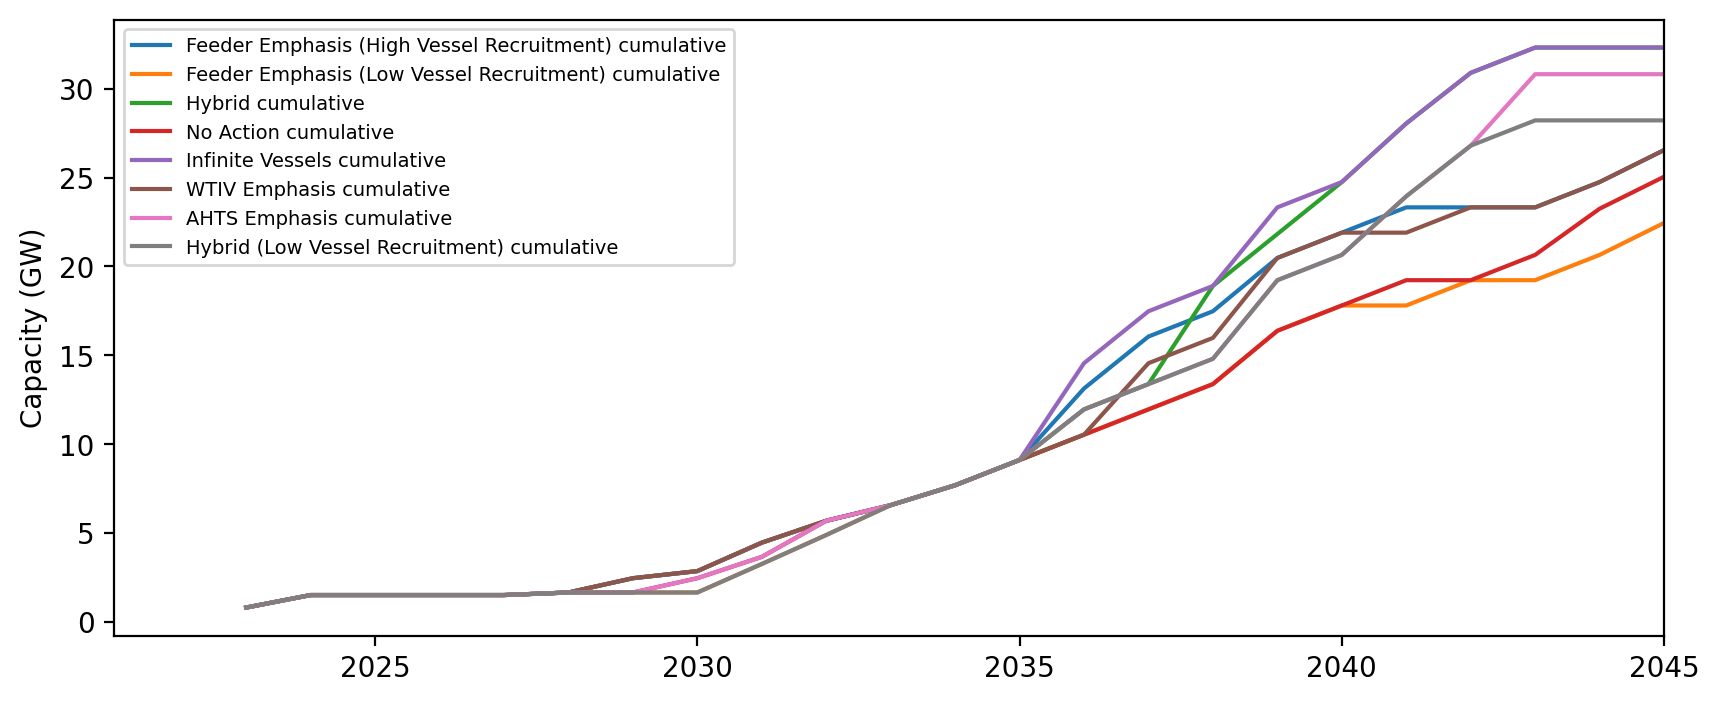 Feeder Emphasis (High Vessel Recruitment) cumulative
Feeder Emphasis (Low Vessel Recruitment) cumulative
Hybrid cumulative
No Action cumulative
Infinite Vessels cumulative
WTIV Emphasis cumulative
AHTS Emphasis cumulative
Hybrid (Low Vessel Recruitment) cumulative
Capacity (GW)
30
25
20
15
10
5
0
2025 2030 2035 2040 2045